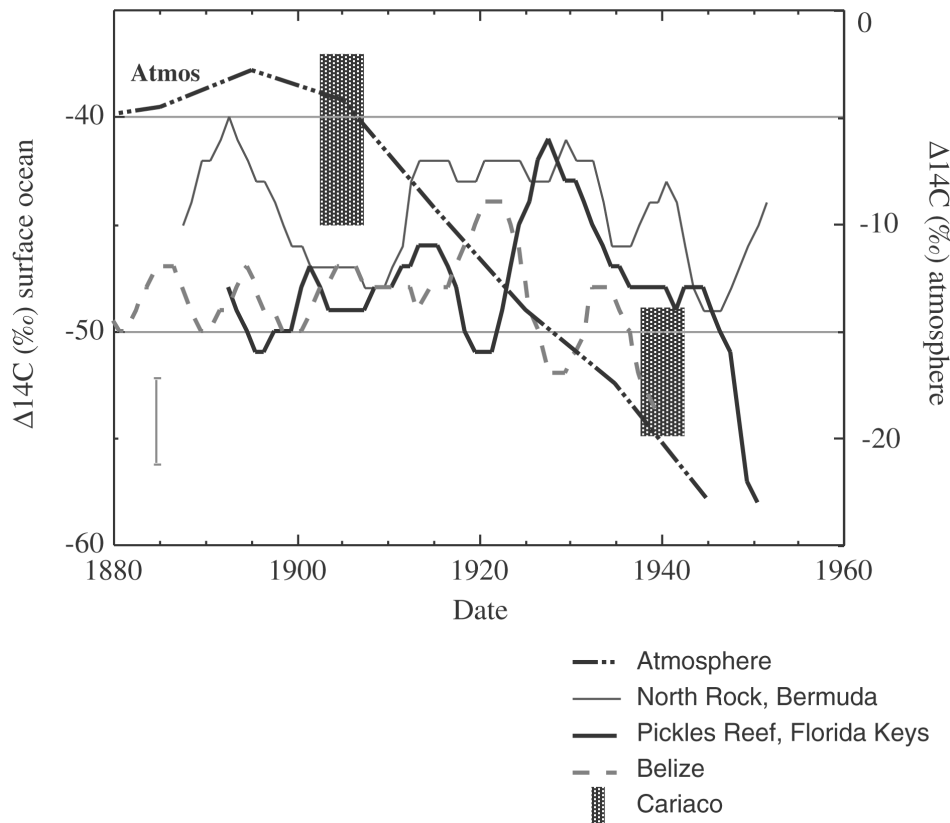 Atmos
-40
-50
-60
Δ14C (‰) surface ocean
0
-10
-20
Δ14C (‰) atmosphere
1880 1900 1920 1940 1960
Date
Atmosphere
North Rock, Bermuda
Pickles Reef, Florida Keys
Belize
Cariaco